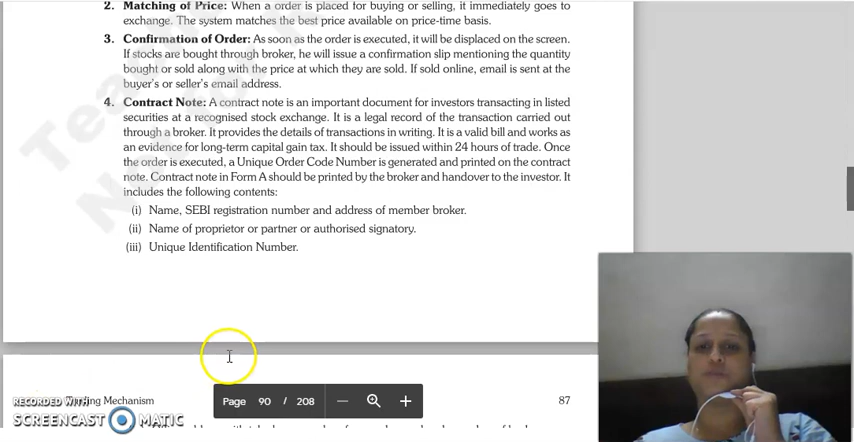 2. Matching of Price: When a order is placed for buying or selling, it immediately goes to
exchange. The system matches the best price available on price-time basis.
3. Confirmation of Order: As soon as the order is executed, it will be displaced on the screen.
If stocks are bought through broker, he will issue a confirmation slip mentioning the quantity
bought or sold along with the price at which they are sold. If sold online, email is sent at the
buyer's or seller's email address.
4. Contract Note: A contract note is an important document for investors transacting in listed
securities at a recognised stock exchange. It is a legal record of the transaction carried out
through a broker. It provides the details of transactions in writing. It is a valid bill and works as
an evidence for long-term capital gain tax. It should be issued within 24 hours of trade. Once
the order is executed, a Unique Order Code Number is generated and printed on the contract
note. Contract note in Form A should be printed by the broker and handover to the investor. It
includes the following contents:
(i) Name, SEBI registration number and address of member broker.
(ii) Name of proprietor or partner or authorised signatory.
(iii) Unique Identification Number.
Mechanism 87
Page 90 / 208
RECORDED WITH
SCREENCAST MATIC